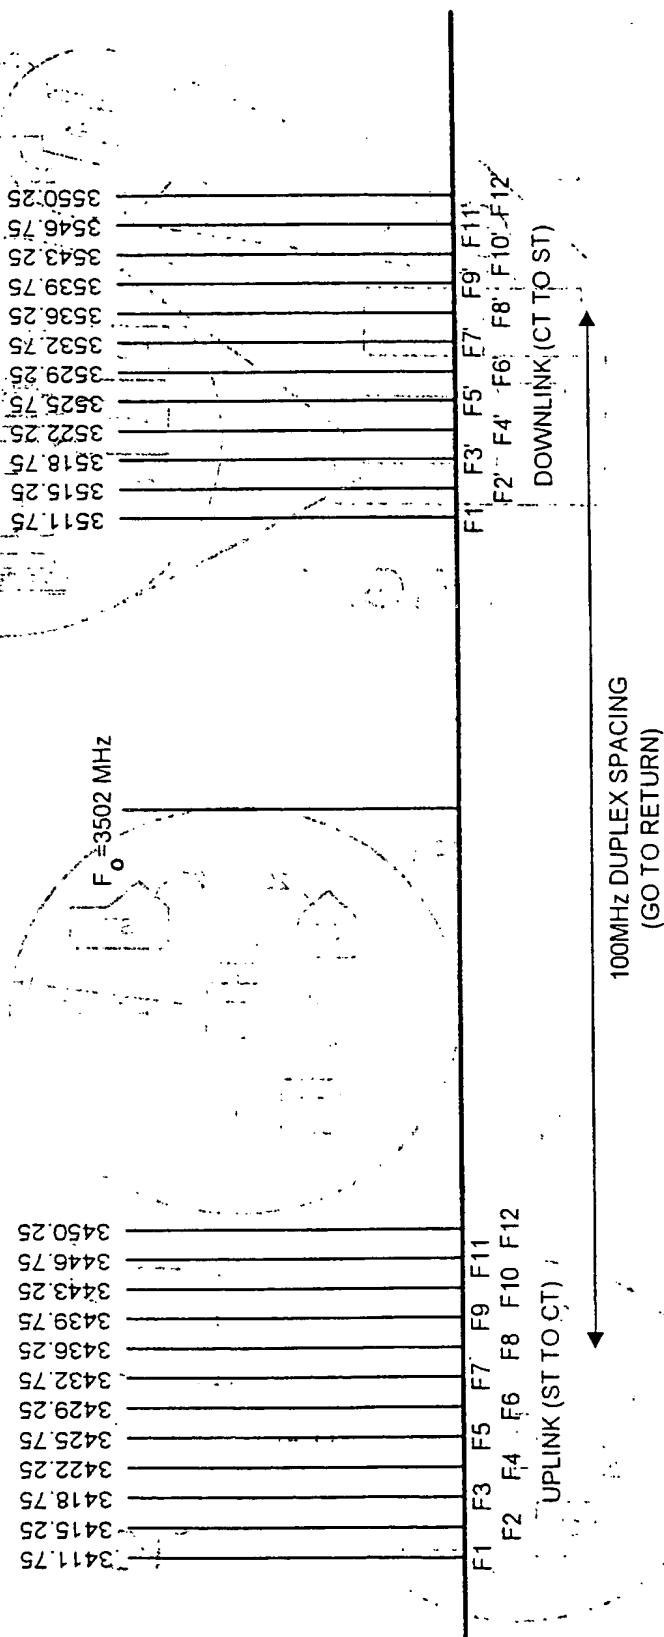 3411.75
3415.25
3418.75
3422.25
3425.75
3429.25
3432.75
3436.25
3439.75
3443.25
3446.75
3450.25
F₀ =3502 MHz
3511.75
3515.25
3518.75
3522.25
3525.75
3529.25
3532.75
3536.25
3539.75
3543.25
3546.75
3550.25
F1 F3 F5 F7 F9 F11
F2 F4 F6 F8 F10 F12
F1' F3' F5' F7' F9' F11'
F2' F4' F6' F8' F10' F12'
UPLINK (ST TO CT)
DOWNLINK (CT TO ST)
100MHz DUPLEX SPACING
(GO TO RETURN)